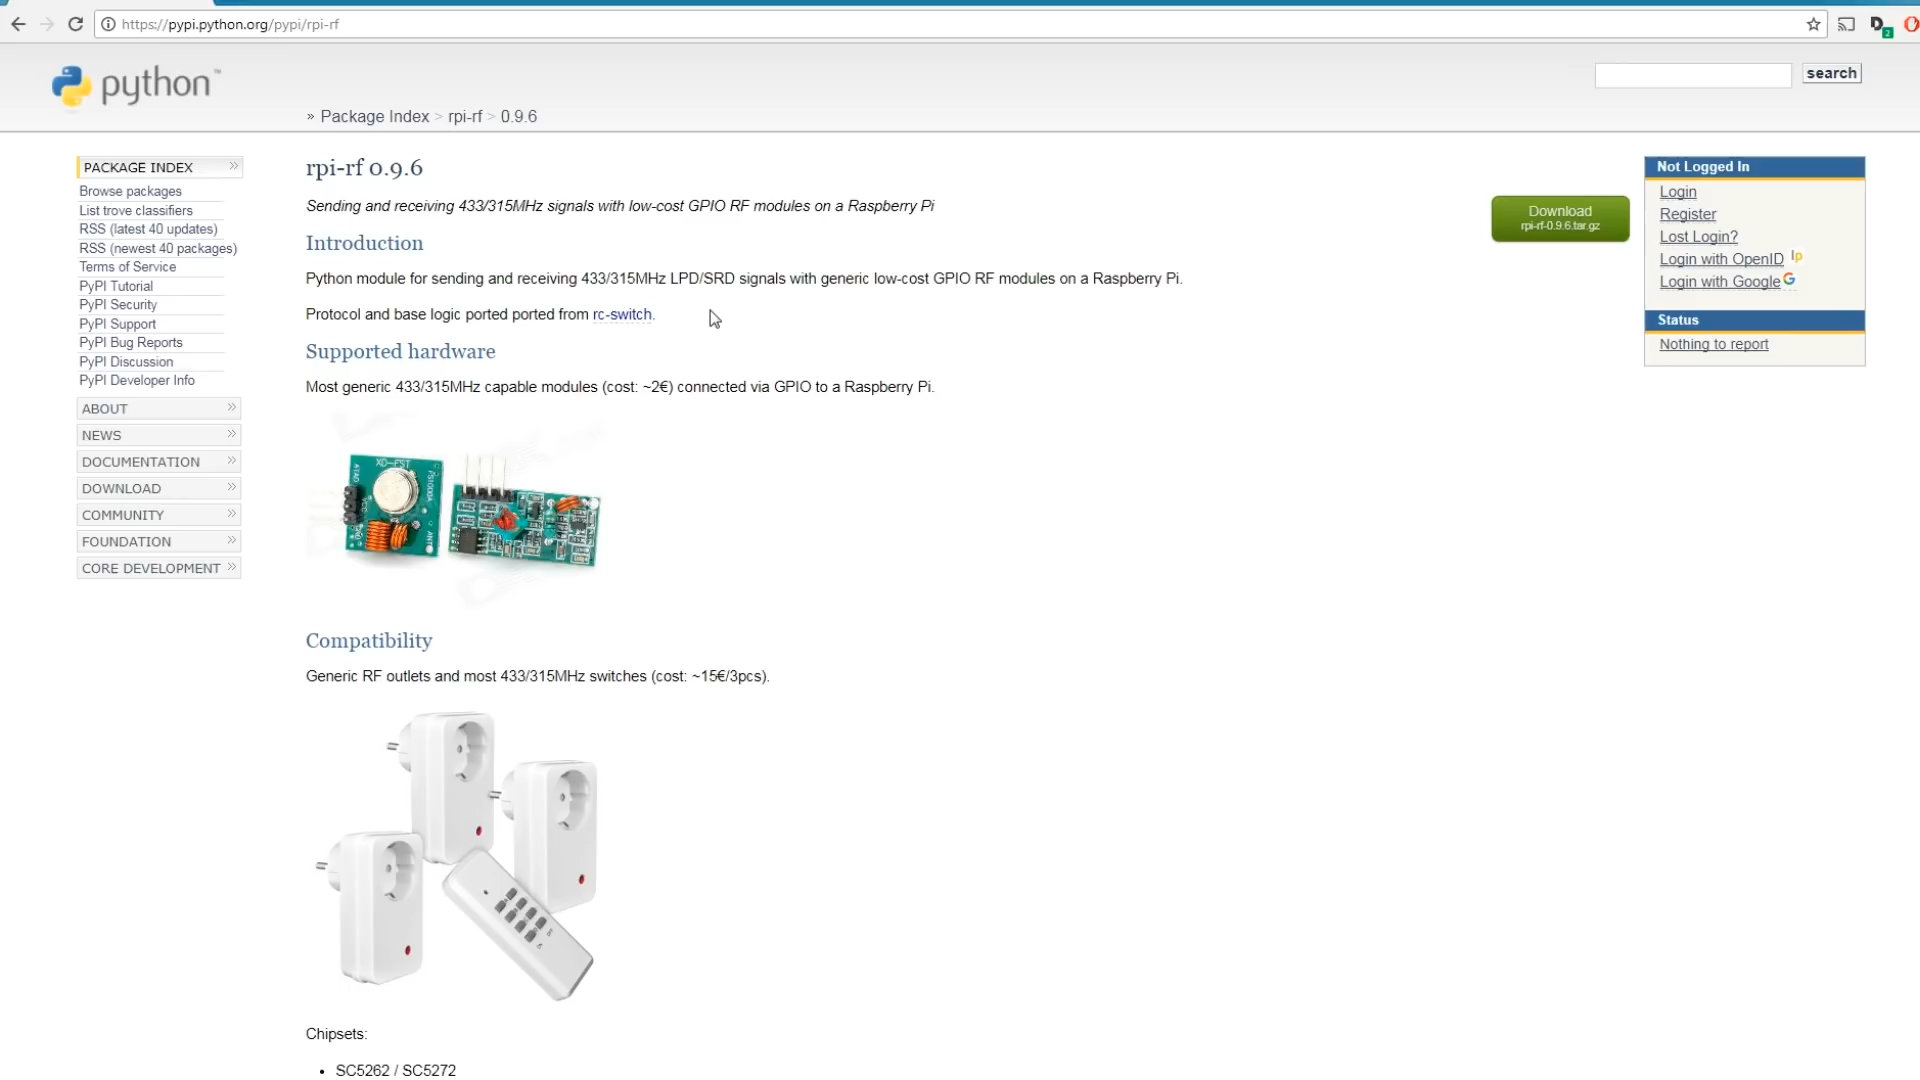 https://pypi.python.org/pypi/rpi-rf
python™
search
» Package Index > rpi-rf > 0.9.6
PACKAGE INDEX »
Browse packages
List trove classifiers
RSS (latest 40 updates)
RSS (newest 40 packages)
Terms of Service
PyPI Tutorial
PyPI Security
PyPI Support
PyPI Bug Reports
PyPI Discussion
PyPI Developer Info
ABOUT »
NEWS »
DOCUMENTATION »
DOWNLOAD »
COMMUNITY »
FOUNDATION »
CORE DEVELOPMENT »
rpi-rf 0.9.6
Sending and receiving 433/315MHz signals with low-cost GPIO RF modules on a Raspberry Pi
Introduction
Python module for sending and receiving 433/315MHz LPD/SRD signals with generic low-cost GPIO RF modules on a Raspberry Pi.
Protocol and base logic ported ported from rc-switch.
Supported hardware
Most generic 433/315MHz capable modules (cost: ~2€) connected via GPIO to a Raspberry Pi.
XD-FST
ANT
Compatibility
Generic RF outlets and most 433/315MHz switches (cost: ~15€/3pcs).
Chipsets:
• SC5262 / SC5272
Download
rpi-rf-0.9.6.tar.gz
Not Logged In
Login
Register
Lost Login?
Login with OpenID
Login with Google
Status
Nothing to report